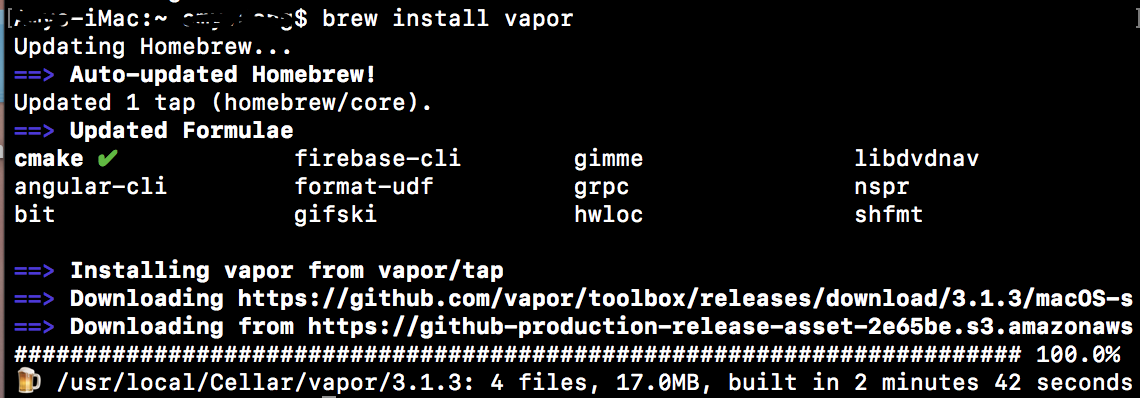 -iMac:~ $ brew install vapor
Updating Homebrew...
==> Auto-updated Homebrew!
Updated 1 tap (homebrew/core).
==> Updated Formulae
cmake ✔ firebase-cli gimme libdvdnav
angular-cli format-udf grpc nspr
bit gifski hwloc shfmt
==> Installing vapor from vapor/tap
==> Downloading https://github.com/vapor/toolbox/releases/download/3.1.3/macOS-s
==> Downloading from https://github-production-release-asset-2e65be.s3.amazonaws
######################################################################## 100.0%
🍺 /usr/local/Cellar/vapor/3.1.3: 4 files, 17.0MB, built in 2 minutes 42 seconds